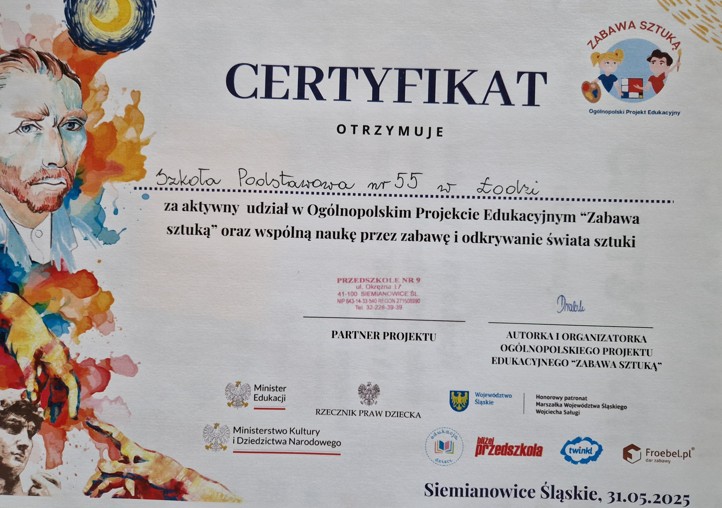 ZABAWA SZTUKĄ
Ogólnopolski Projekt Edukacyjny
CERTYFIKAT
OTRZYMUJE
Szkoła Podstawowa nr 55 w Łodzi
za aktywny udział w Ogólnopolskim Projekcie Edukacyjnym “Zabawa
sztuką” oraz wspólną naukę przez zabawę i odkrywanie świata sztuki
PRZEDSZKOLE NR 9
ul. Okrężna 17
41-100 SIEMIANOWICE ŚL.
PARTNER PROJEKTU
AUTORKA I ORGANIZATORKA
OGÓLNOPOLSKIEGO PROJEKTU
EDUKACYJNEGO “ZABAWA SZTUKĄ”
Minister
Edukacji
RZECZNIK PRAW DZIECKA
Województwo
Śląskie
Honorowy patronat
Marszałka Województwa Śląskiego
Wojciecha Saługi
Ministerstwo Kultury
i Dziedzictwa Narodowego
bliżej
przedszkola
twinkl
Froebel.pl
Siemianowice Śląskie, 31.05.2025